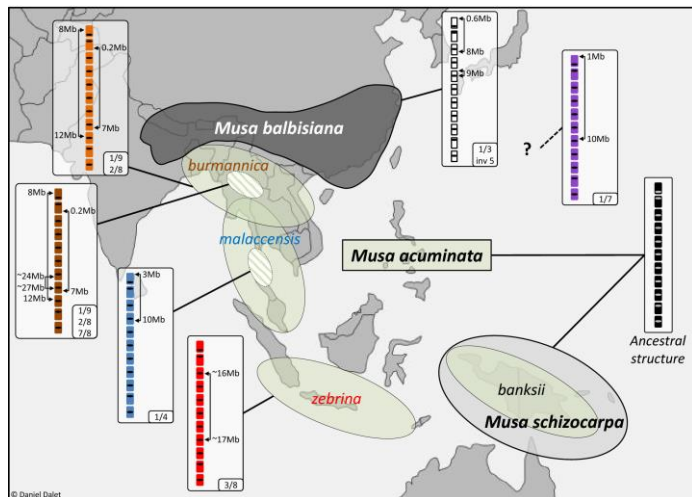 8Mb
0.2Mb
7Mb
12Mb
1/9
2/8
0.6Mb
8Mb
9Mb
1/3
inv 5
1Mb
10Mb
1/7
?
Musa balbisiana
burmannica
8Mb
0.2Mb
~24Mb
~27Mb
7Mb
12Mb
1/9
2/8
7/8
malaccensis
Musa acuminata
3Mb
10Mb
1/4
Ancestral
structure
~16Mb
~17Mb
3/8
zebrina
banksii
Musa schizocarpa
© Daniel Dalet